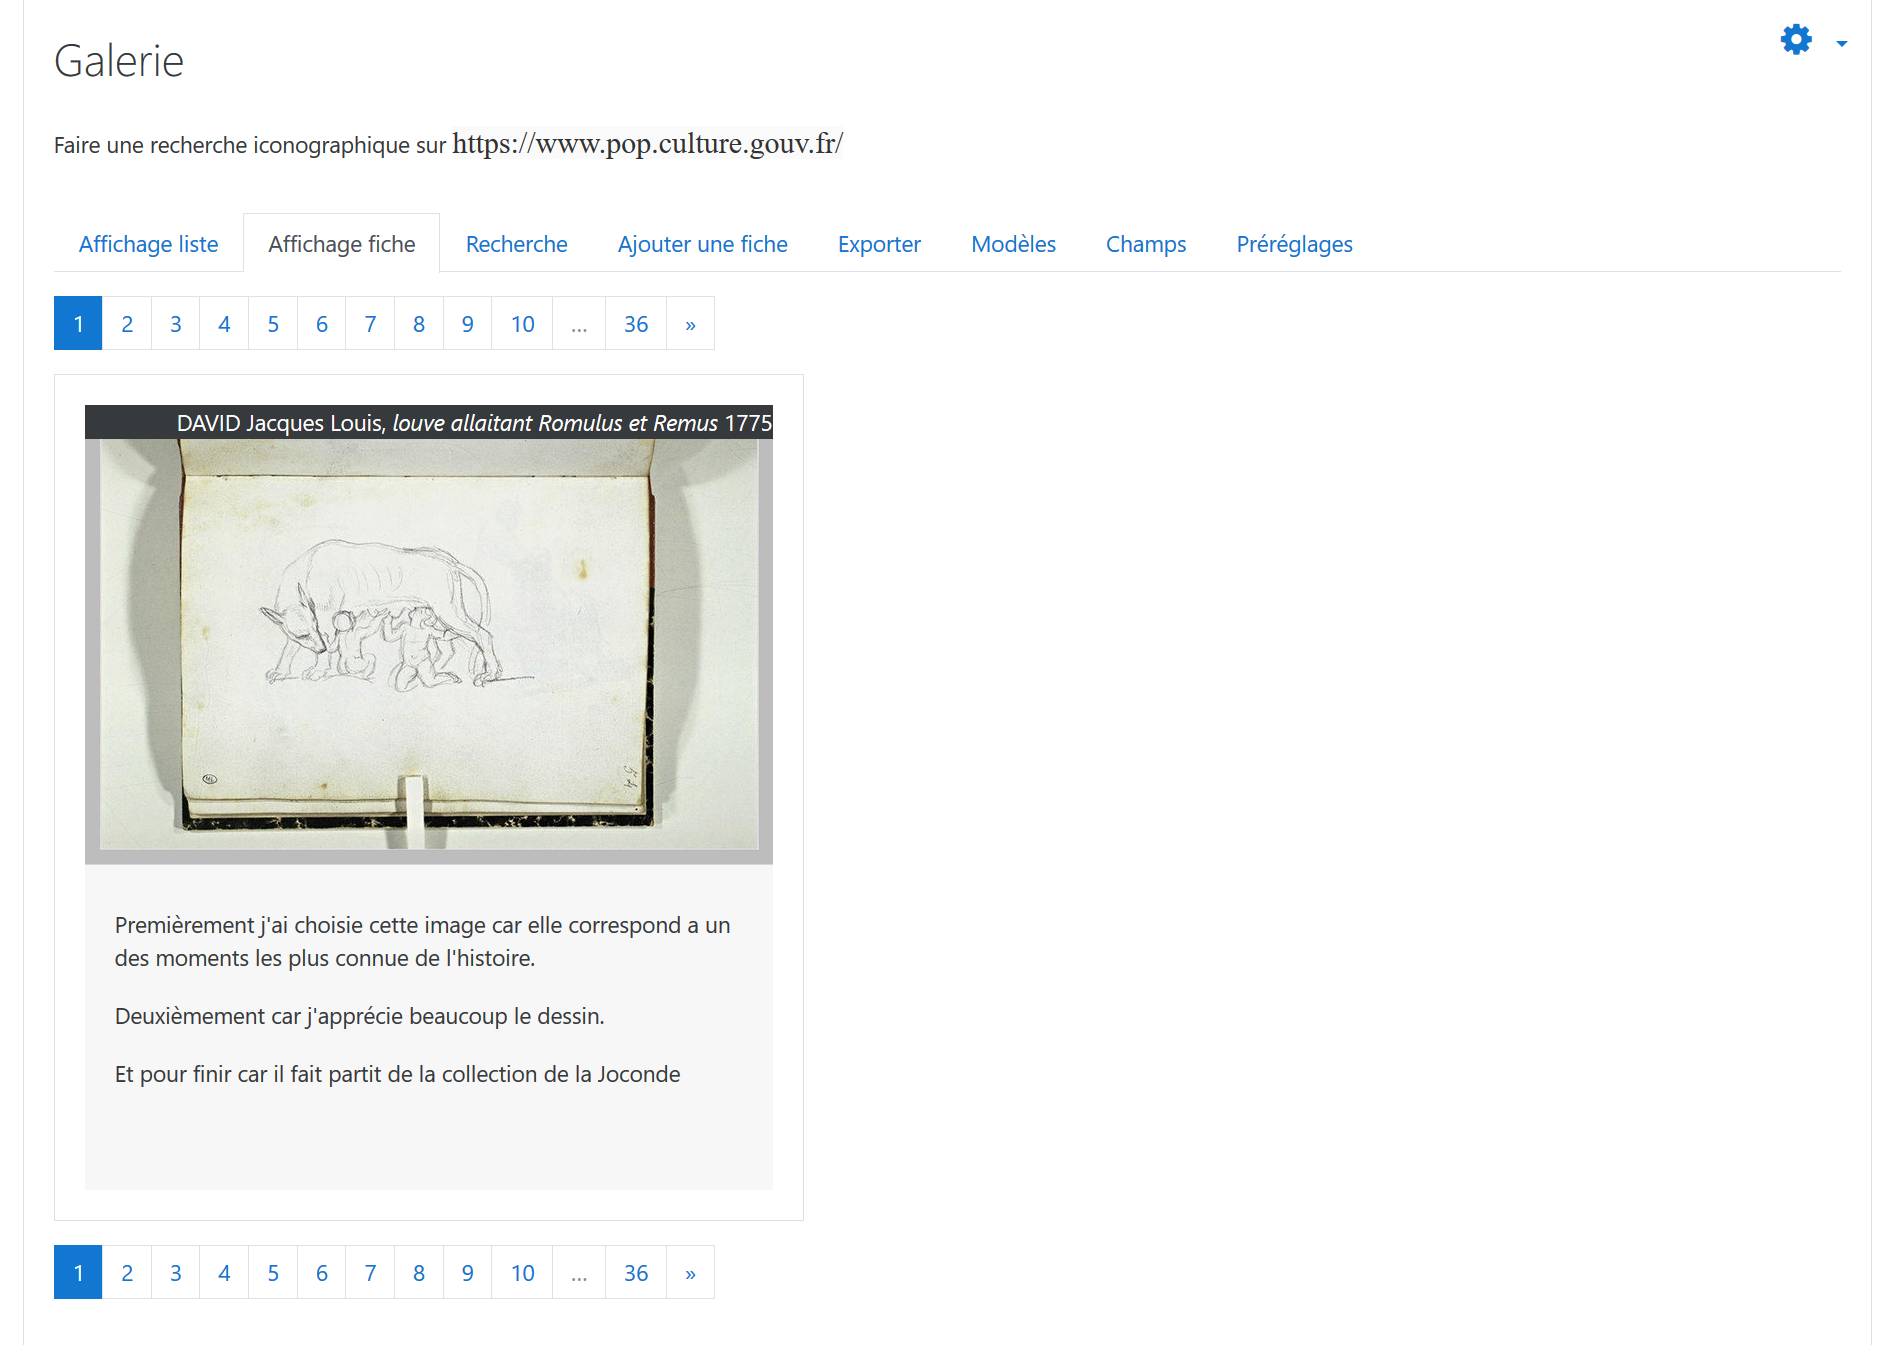 Galerie
Faire une recherche iconographique sur https://www.pop.culture.gouv.fr/
Affichage liste Affichage fiche Recherche Ajouter une fiche Exporter Modèles Champs Préréglages
1 2 3 4 5 6 7 8 9 10 ... 36 »
DAVID Jacques Louis, louve allaitant Romulus et Remus 1775
Premièrement j'ai choisie cette image car elle correspond a un
des moments les plus connue de l'histoire.
Deuxièmement car j'apprécie beaucoup le dessin.
Et pour finir car il fait partit de la collection de la Joconde
1 2 3 4 5 6 7 8 9 10 ... 36 »